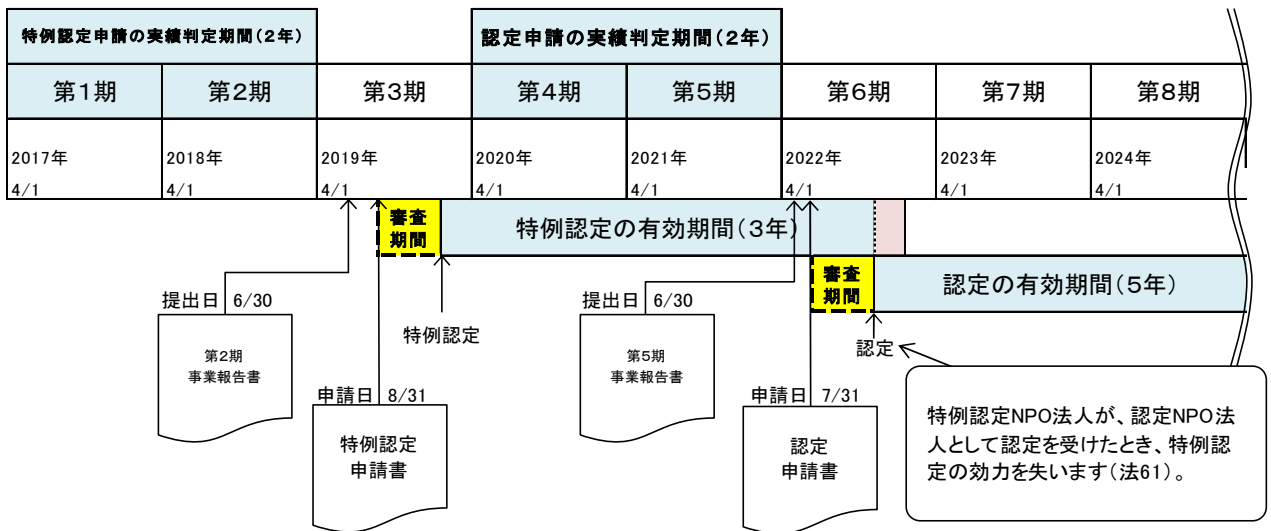 特例認定申請の実績判定期間(2年)
認定申請の実績判定期間(2年)
第1期
第2期
第3期
第4期
第5期
第6期
第7期
第8期
2017年
4/1
2018年
4/1
2019年
4/1
2020年
4/1
2021年
4/1
2022年
4/1
2023年
4/1
2024年
4/1
審査
期間
特例認定の有効期間(3年)
審査
期間
認定の有効期間(5年)
提出日 6/30
第2期
事業報告書
特例認定
申請日 8/31
特例認定
申請書
提出日 6/30
第5期
事業報告書
認定
申請日 7/31
認定
申請書
特例認定NPO法人が、認定NPO法
人として認定を受けたとき、特例認
定の効力を失います(法61)。